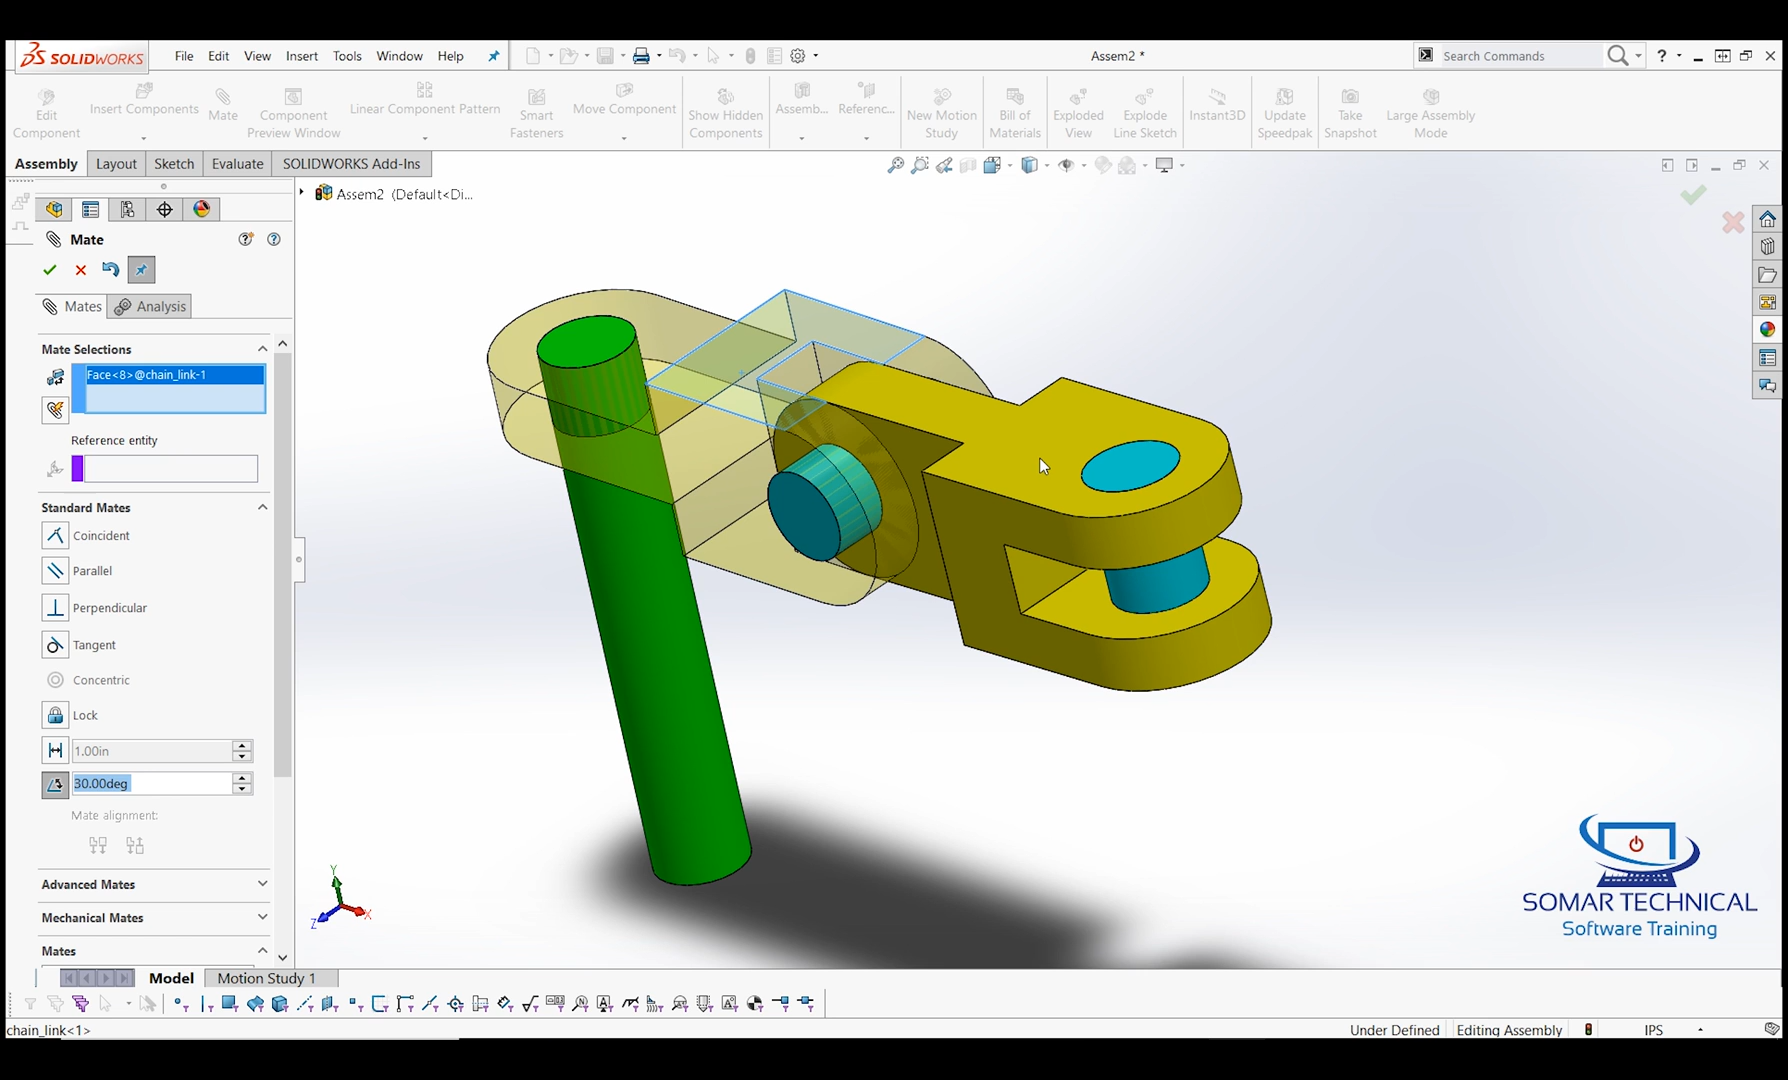 SOLIDWORKS File Edit View Insert Tools Window Help Assem2 * Search Commands ?
Edit Component
Insert Components
Mate
Component Preview Window
Linear Component Pattern
Smart Fasteners
Move Component
Show Hidden Components
Assemb...
Referenc...
New Motion Study
Bill of Materials
Exploded View
Explode Line Sketch
Instant3D
Update Speedpak
Take Snapshot
Large Assembly Mode
Assembly Layout Sketch Evaluate SOLIDWORKS Add-Ins
Assem2 (Default<Di...
Mate
Mates Analysis
Mate Selections
Face<8>@chain_link-1
Reference entity
Standard Mates
Coincident
Parallel
Perpendicular
Tangent
Concentric
Lock
1.00in
30.00deg
Mate alignment:
Advanced Mates
Mechanical Mates
Mates
Y
X
Z
SOMAR TECHNICAL
Software Training
Model Motion Study 1
chain_link<1> Under Defined Editing Assembly IPS